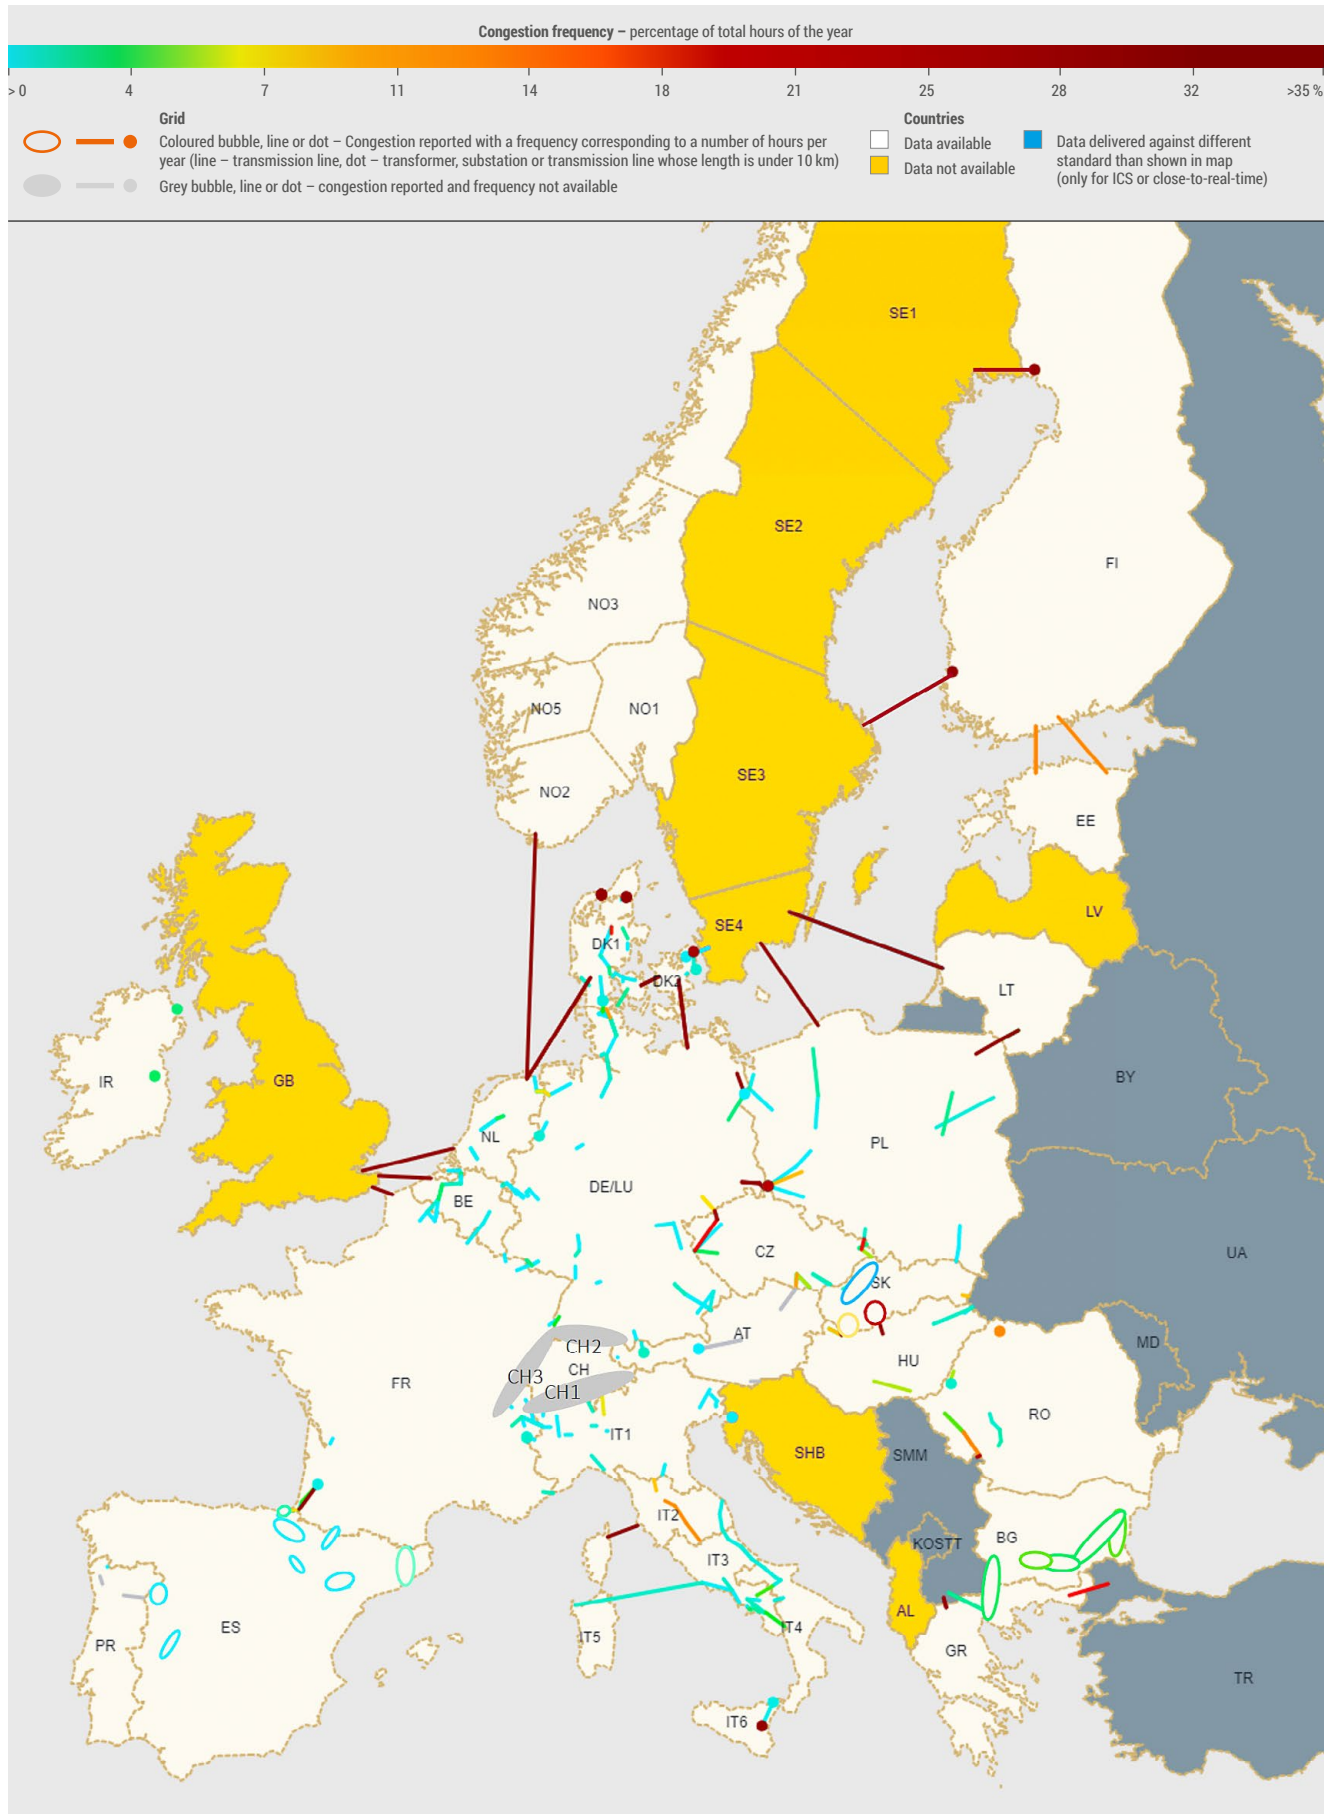 Congestion frequency – percentage of total hours of the year
> 0 4 7 11 14 18 21 25 28 32 >35 %
Grid
Coloured bubble, line or dot – Congestion reported with a frequency corresponding to a number of hours per
year (line – transmission line, dot – transformer, substation or transmission line whose length is under 10 km)
Grey bubble, line or dot – congestion reported and frequency not available
Countries
Data available
Data not available
Data delivered against different
standard than shown in map
(only for ICS or close-to-real-time)
SE1
SE2
FI
NO3
NO5
NO1
SE3
NO2
EE
LV
SE4
DK1
DK2
LT
IR
GB
BY
NL
PL
DE/LU
BE
CZ
UA
SK
AT
MD
CH2
CH
CH3
CH1
HU
FR
RO
IT1
SHB
SMM
IT2
BG
KOSTT
IT3
AL
ES
IT4
PR
IT5
GR
TR
IT6